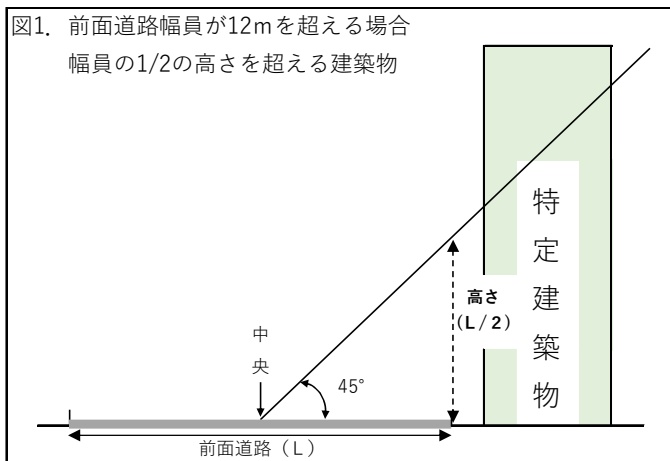 図1. 前面道路幅員が12mを超える場合
幅員の1/2の高さを超える建築物
特定建築物
高さ
(L/2)
中央
45°
前面道路（L）